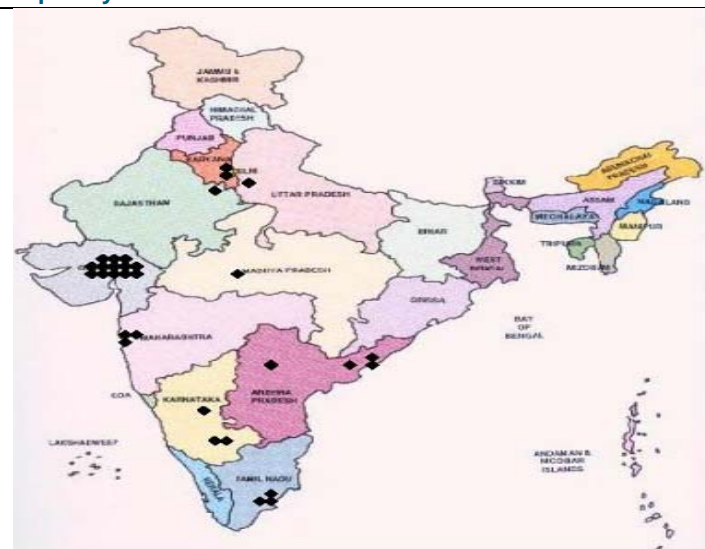 JAMMU &
KASHMIR
HIMACHAL
PRADESH
PUNJAB
HARYANA
DELHI
UTTAR PRADESH
RAJASTHAN
SIKKIM
ARUNACHAL
PRADESH
ASSAM
NAGALAND
MEGHALAYA
MANIPUR
BIHAR
TRIPURA
MIZORAM
WEST
BENGAL
MADHYA PRADESH
ORISSA
MAHARASHTRA
BAY
OF
BENGAL
GOA
KARNATAKA
ANDHRA
PRADESH
LAKSHADWEEP
ANDAMAN &
NICOBAR
ISLANDS
KERALA
TAMIL NADU